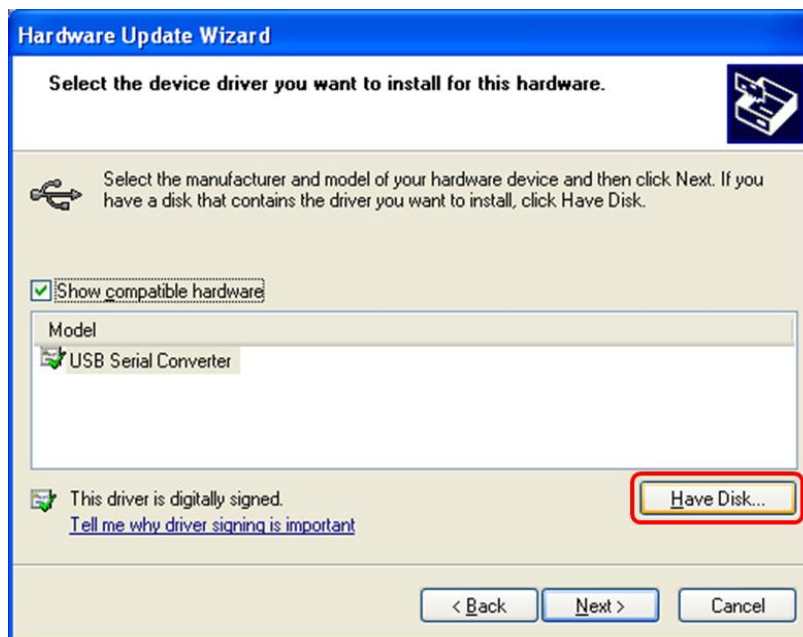 Hardware Update Wizard
Select the device driver you want to install for this hardware.
Select the manufacturer and model of your hardware device and then click Next. If you
have a disk that contains the driver you want to install, click Have Disk.
Show compatible hardware
Model
USB Serial Converter
This driver is digitally signed.
Have Disk...
Tell me why driver signing is important
< Back
Next >
Cancel